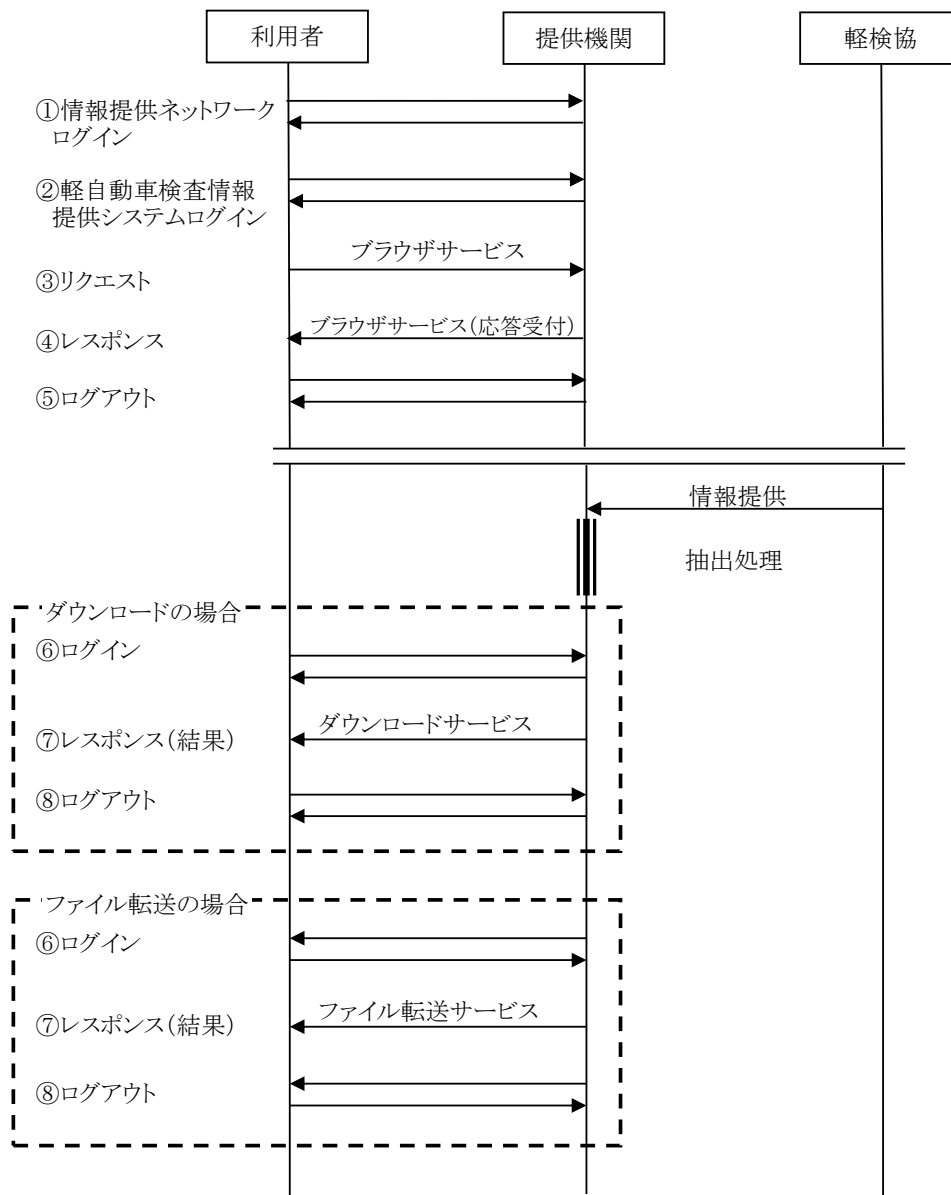 利用者
提供機関
軽検協
①情報提供ネットワーク
ログイン
②軽自動車検査情報
提供システムログイン
ブラウザサービス
③リクエスト
ブラウザサービス(応答受付)
④レスポンス
⑤ログアウト
情報提供
抽出処理
ダウンロードの場合
⑥ログイン
ダウンロードサービス
⑦レスポンス(結果)
⑧ログアウト
ファイル転送の場合
⑥ログイン
ファイル転送サービス
⑦レスポンス(結果)
⑧ログアウト